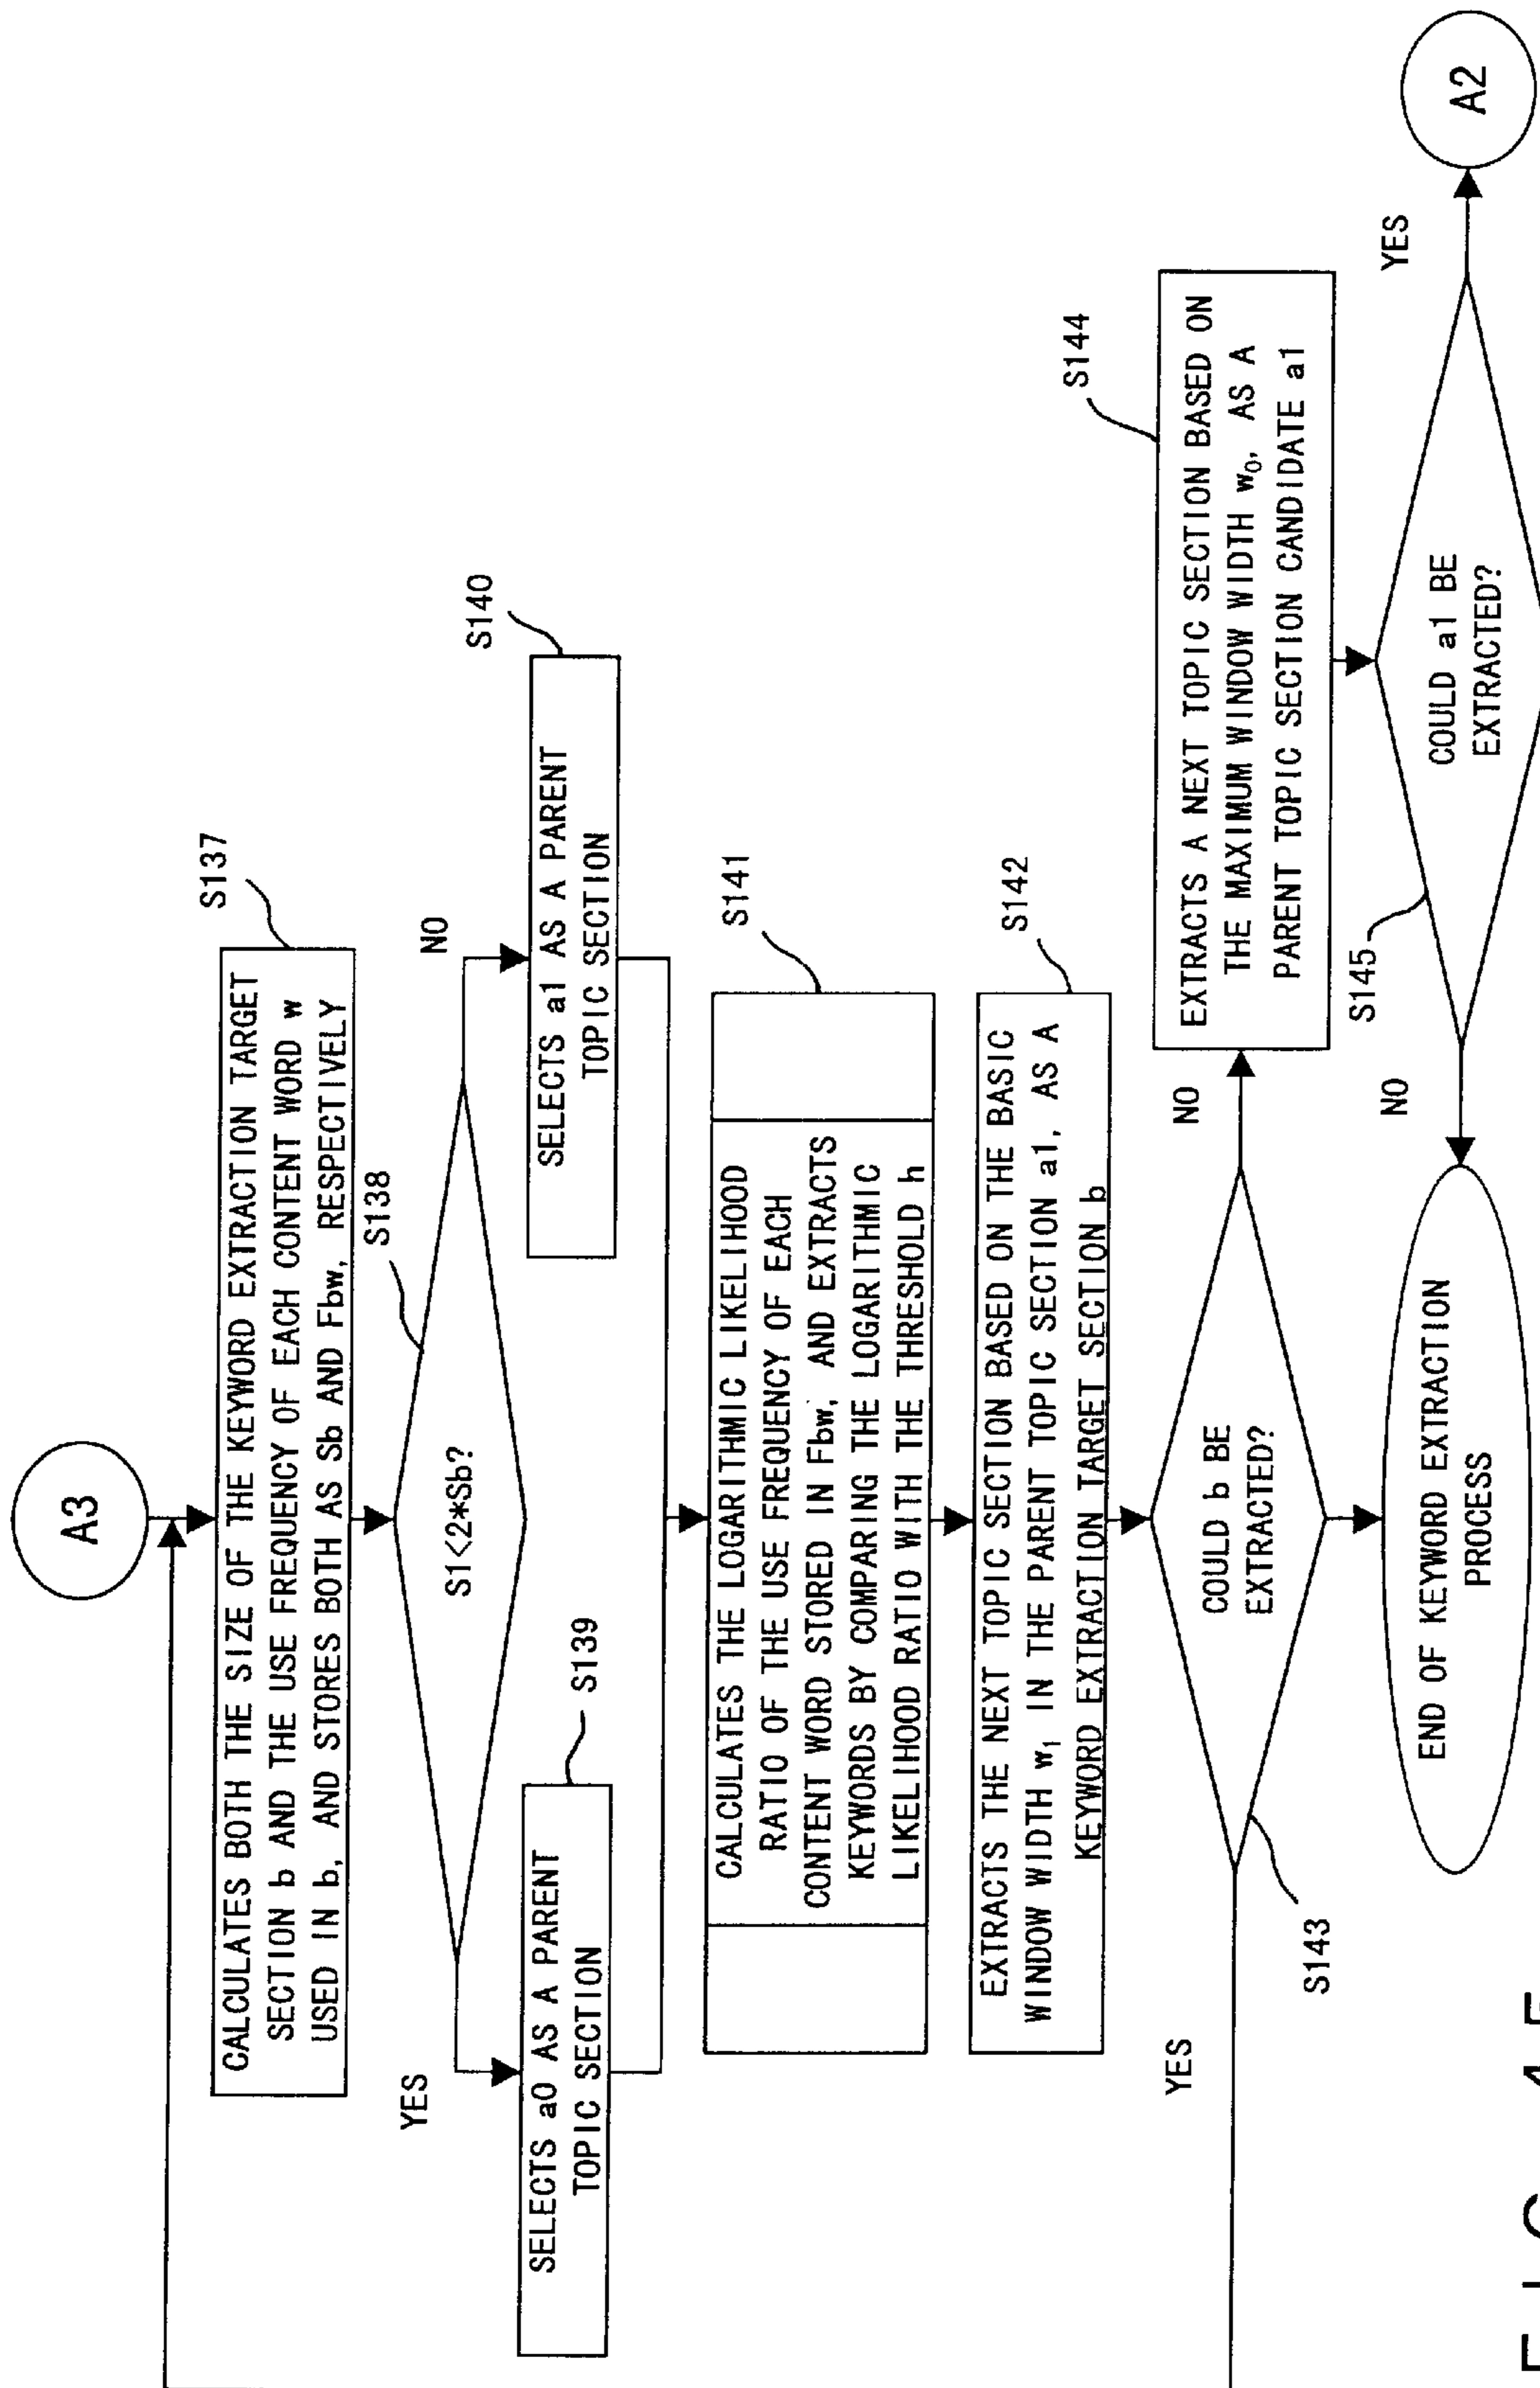 A3
CALCULATES BOTH THE SIZE OF THE KEYWORD EXTRACTION TARGET
SECTION b AND THE USE FREQUENCY OF EACH CONTENT WORD w
USED IN b, AND STORES BOTH AS Sb AND Fbw, RESPECTIVELY
S137
S138
S1<2*Sb?
YES
NO
SELECTS a0 AS A PARENT
TOPIC SECTION
S139
SELECTS a1 AS A PARENT
TOPIC SECTION
S140
CALCULATES THE LOGARITHMIC LIKELIHOOD
RATIO OF THE USE FREQUENCY OF EACH
CONTENT WORD STORED IN Fbw, AND EXTRACTS
KEYWORDS BY COMPARING THE LOGARITHMIC
LIKELIHOOD RATIO WITH THE THRESHOLD h
S141
EXTRACTS THE NEXT TOPIC SECTION BASED ON THE BASIC
WINDOW WIDTH w₁ IN THE PARENT TOPIC SECTION a1, AS A
KEYWORD EXTRACTION TARGET SECTION b
S142
YES
COULD b BE
EXTRACTED?
S143
NO
EXTRACTS A NEXT TOPIC SECTION BASED ON
THE MAXIMUM WINDOW WIDTH w₀, AS A
PARENT TOPIC SECTION CANDIDATE a1
S144
S145
COULD a1 BE
EXTRACTED?
NO
YES
END OF KEYWORD EXTRACTION
PROCESS
A2